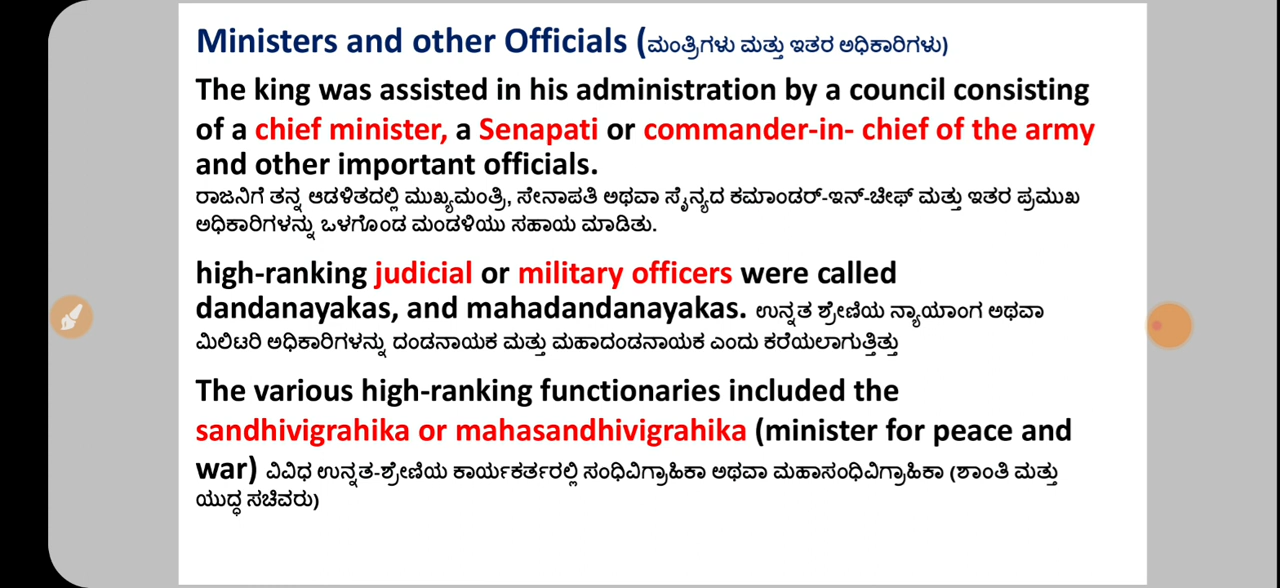 Ministers and other Officials (ಮಂತ್ರಿಗಳು ಮತ್ತು ಇತರ ಅಧಿಕಾರಿಗಳು)
The king was assisted in his administration by a council consisting
of a chief minister, a Senapati or commander-in- chief of the army
and other important officials.
ರಾಜನಿಗೆ ತನ್ನ ಆಡಳಿತದಲ್ಲಿ ಮುಖ್ಯಮಂತ್ರಿ, ಸೇನಾಪತಿ ಅಥವಾ ಸೈನ್ಯದ ಕಮಾಂಡರ್-ಇನ್-ಚೀಫ್ ಮತ್ತು ಇತರ ಪ್ರಮುಖ
ಅಧಿಕಾರಿಗಳನ್ನು ಒಳಗೊಂಡ ಮಂಡಳಿಯು ಸಹಾಯ ಮಾಡಿತು.
high-ranking judicial or military officers were called
dandanayakas, and mahadandanayakas. ಉನ್ನತ ಶ್ರೇಣಿಯ ನ್ಯಾಯಾಂಗ ಅಥವಾ
ಮಿಲಿಟರಿ ಅಧಿಕಾರಿಗಳನ್ನು ದಂಡನಾಯಕ ಮತ್ತು ಮಹಾದಂಡನಾಯಕ ಎಂದು ಕರೆಯಲಾಗುತ್ತಿತ್ತು
The various high-ranking functionaries included the
sandhivigrahika or mahasandhivigrahika (minister for peace and
war) ವಿವಿಧ ಉನ್ನತ-ಶ್ರೇಣಿಯ ಕಾರ್ಯಕರ್ತರಲ್ಲಿ ಸಂಧಿವಿಗ್ರಾಹಿಕಾ ಅಥವಾ ಮಹಾಸಂಧಿವಿಗ್ರಾಹಿಕಾ (ಶಾಂತಿ ಮತ್ತು
ಯುದ್ಧ ಸಚಿವರು)